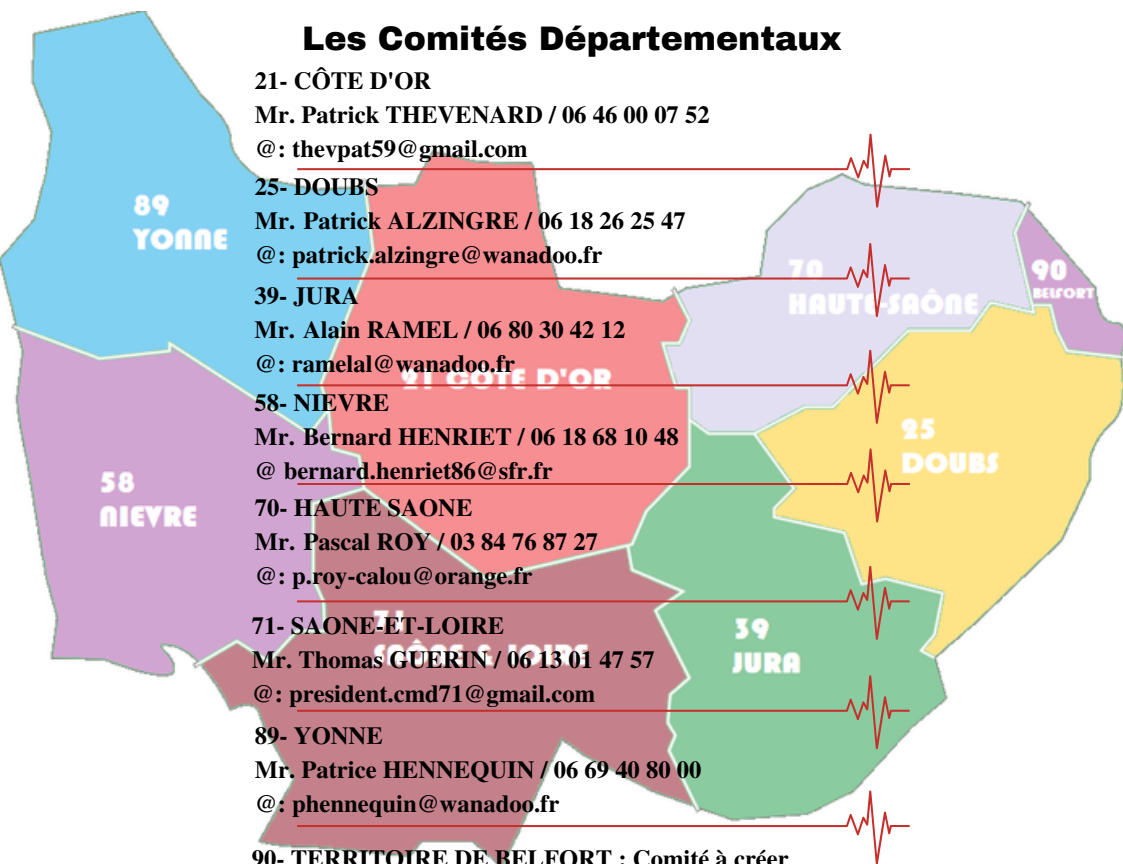 Les Comités Départementaux
21- CÔTE D'OR
Mr. Patrick THEVENARD / 06 46 00 07 52
@: thevpat59@gmail.com
25- DOUBS
Mr. Patrick ALZINGRE / 06 18 26 25 47
@: patrick.alzingre@wanadoo.fr
39- JURA
Mr. Alain RAMEL / 06 80 30 42 12
@: ramelal@wanadoo.fr
58- NIEVRE
Mr. Bernard HENRIET / 06 18 68 10 48
@ bernard.henriet86@sfr.fr
70- HAUTE SAONE
Mr. Pascal ROY / 03 84 76 87 27
@: p.roy-calou@orange.fr
71- SAONE-ET-LOIRE
Mr. Thomas GUERIN / 06 13 01 47 57
@: president.cmd71@gmail.com
89- YONNE
Mr. Patrice HENNEQUIN / 06 69 40 80 00
@: phennequin@wanadoo.fr
90- TERRITOIRE DE BELFORT : Comité à créer
89
YONNE
70
HAUTE-SAÔNE
90
BELFORT
21 COTE D'OR
25
DOUBS
58
NIEVRE
71
SAÔNE & LOIRE
39
JURA